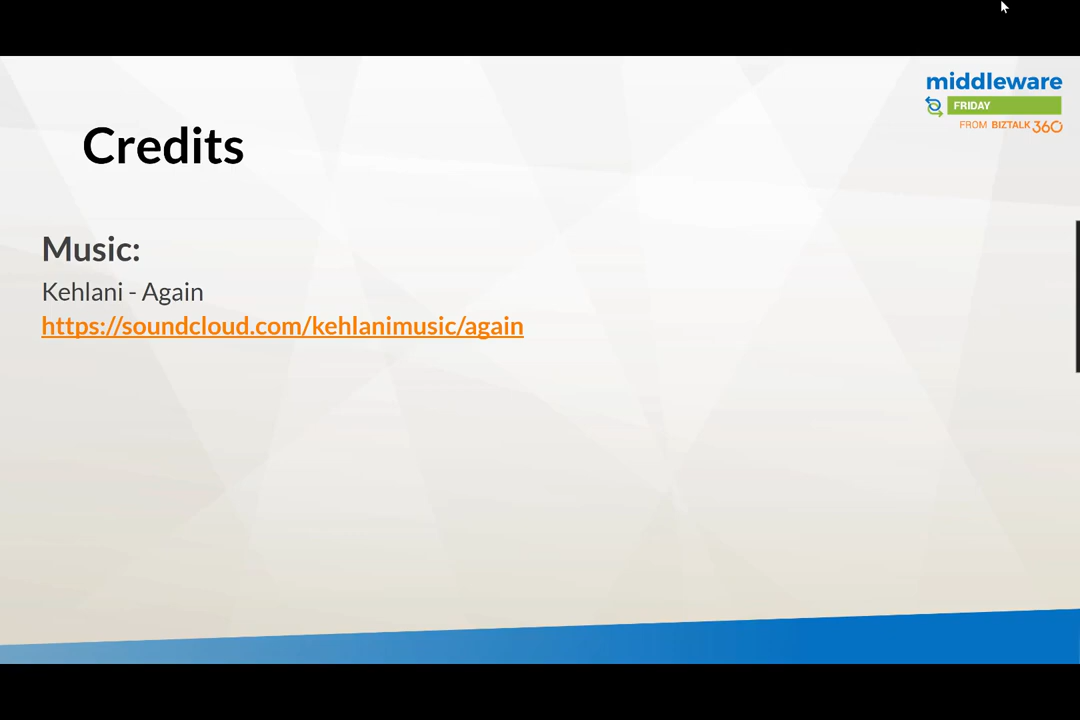 middleware
FRIDAY
FROM BIZTALK 360
Credits
Music:
Kehlani - Again
https://soundcloud.com/kehlanimusic/again